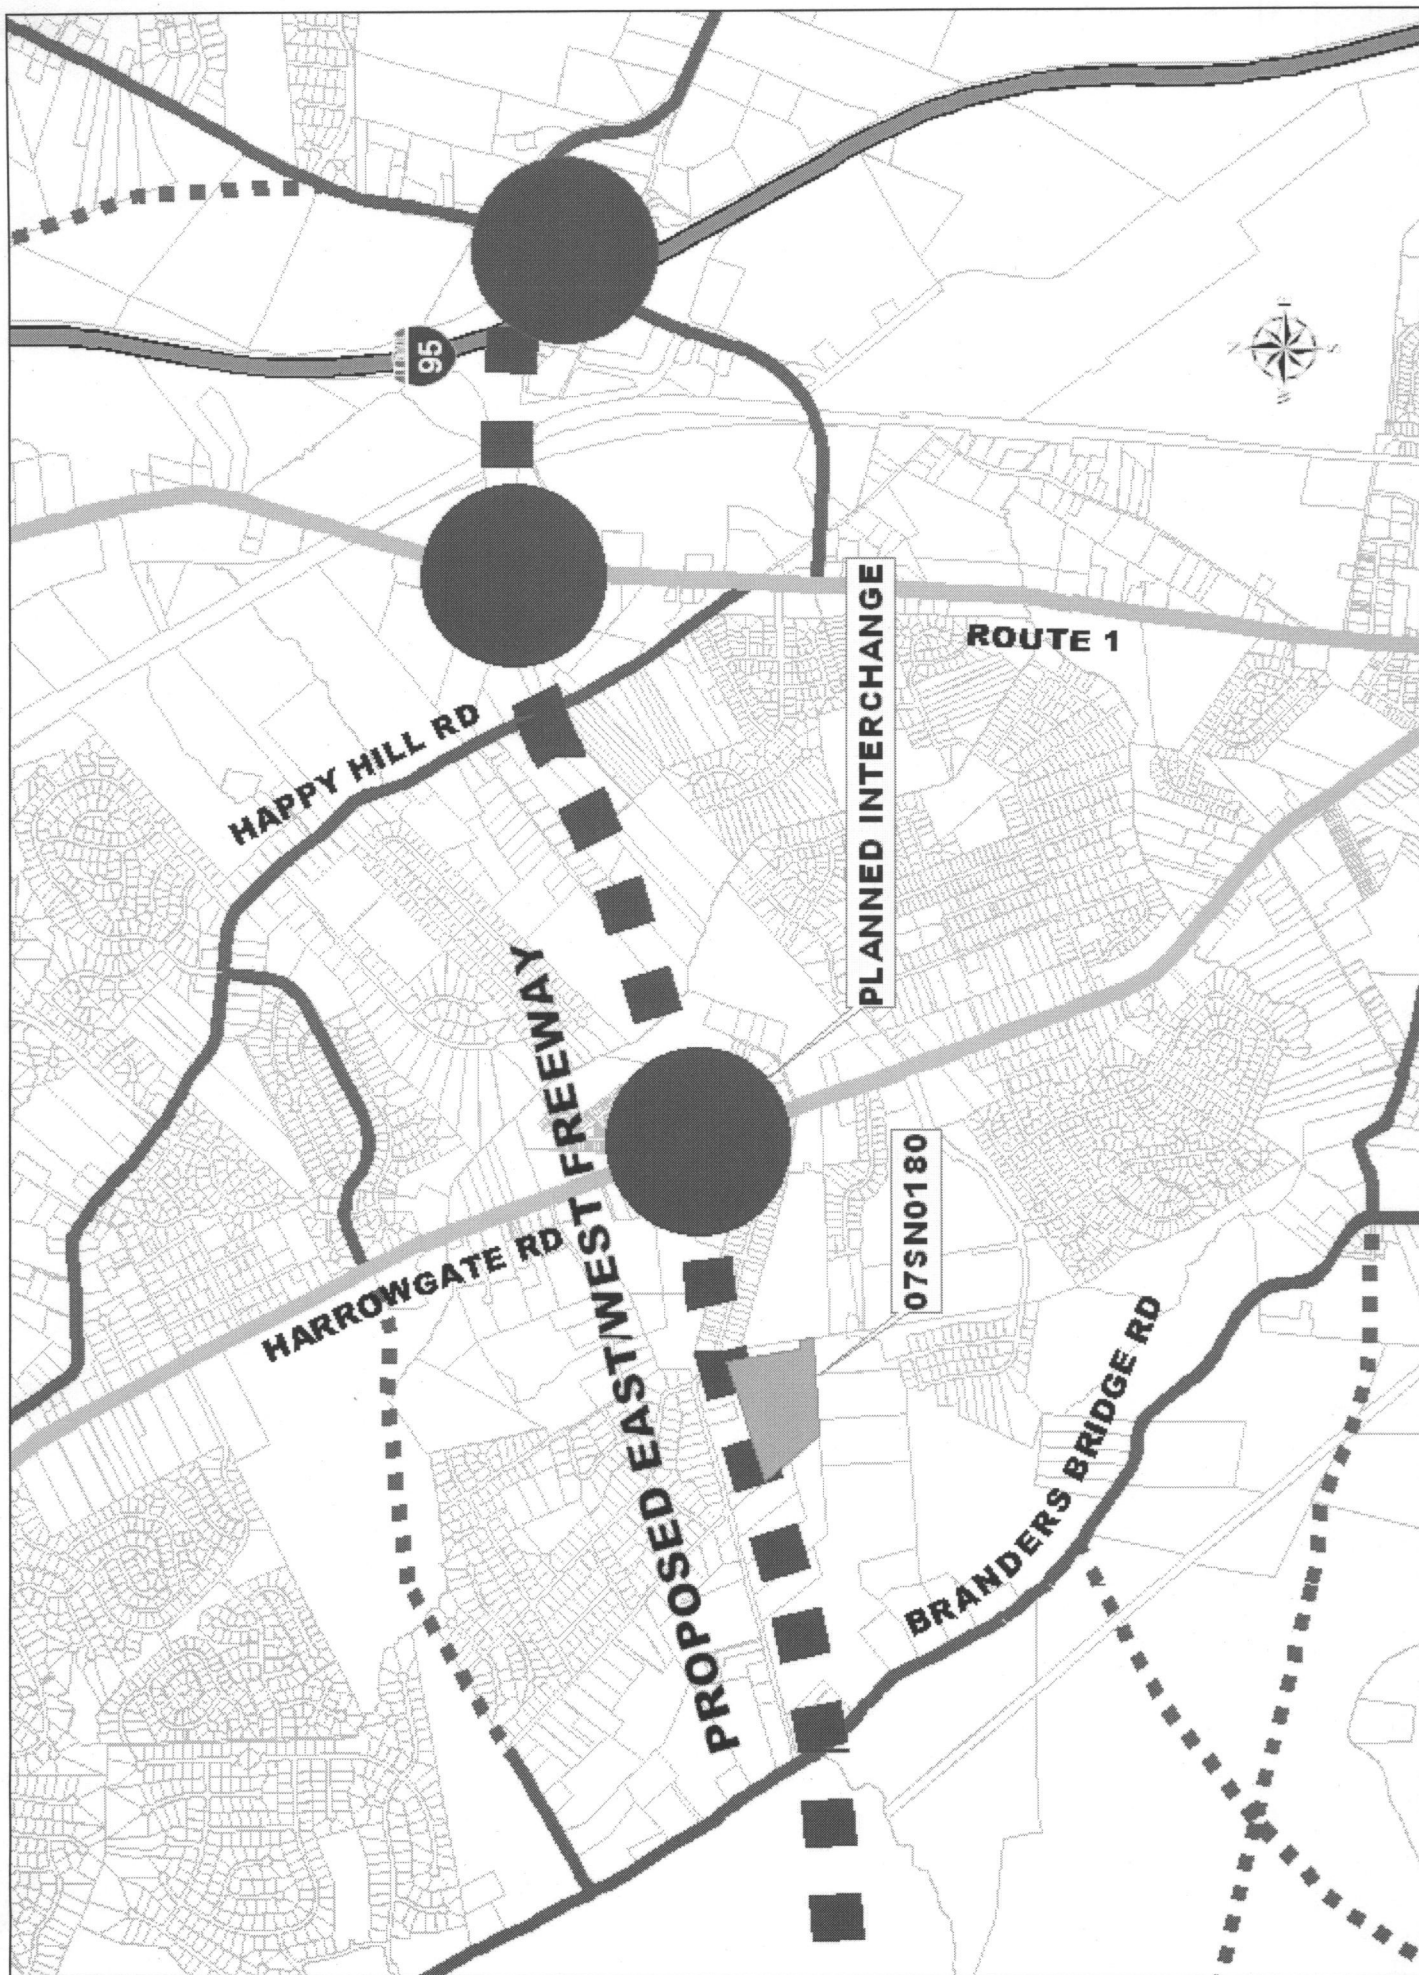 95
HAPPY HILL RD
ROUTE 1
PLANNED INTERCHANGE
PROPOSED EAST/WEST FREEWAY
HARROWGATE RD
07SN0180
BRANDERS BRIDGE RD
N
S
W